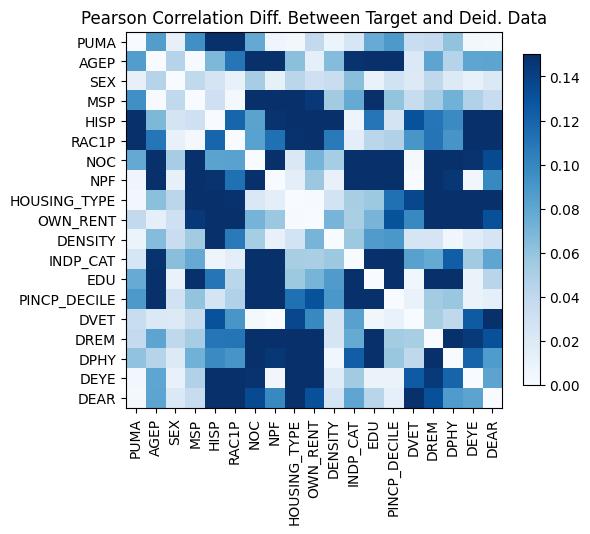 Pearson Correlation Diff. Between Target and Deid. Data
PUMA
AGEP
SEX
MSP
HISP
RAC1P
NOC
NPF
HOUSING_TYPE
OWN_RENT
DENSITY
INDP_CAT
EDU
PINCP_DECILE
DVET
DREM
DPHY
DEYE
DEAR
PUMA
AGEP
SEX
MSP
HISP
RAC1P
NOC
NPF
HOUSING_TYPE
OWN_RENT
DENSITY
INDP_CAT
EDU
PINCP_DECILE
DVET
DREM
DPHY
DEYE
DEAR
0.14
0.12
0.10
0.08
0.06
0.04
0.02
0.00